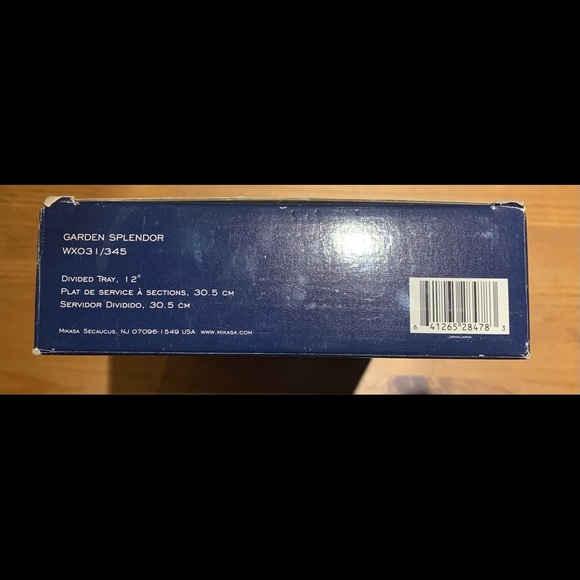 GARDEN SPLENDOR
WX031/345
DIVIDED TRAY, 12"
PLAT DE SERVICE À SECTIONS, 30.5 CM
SERVIDOR DIVIDIDO, 30.5 CM
MIKASA SECAUCUS, NJ 07096-1549 USA WWW.MIKASA.COM
6 41265 28478 3